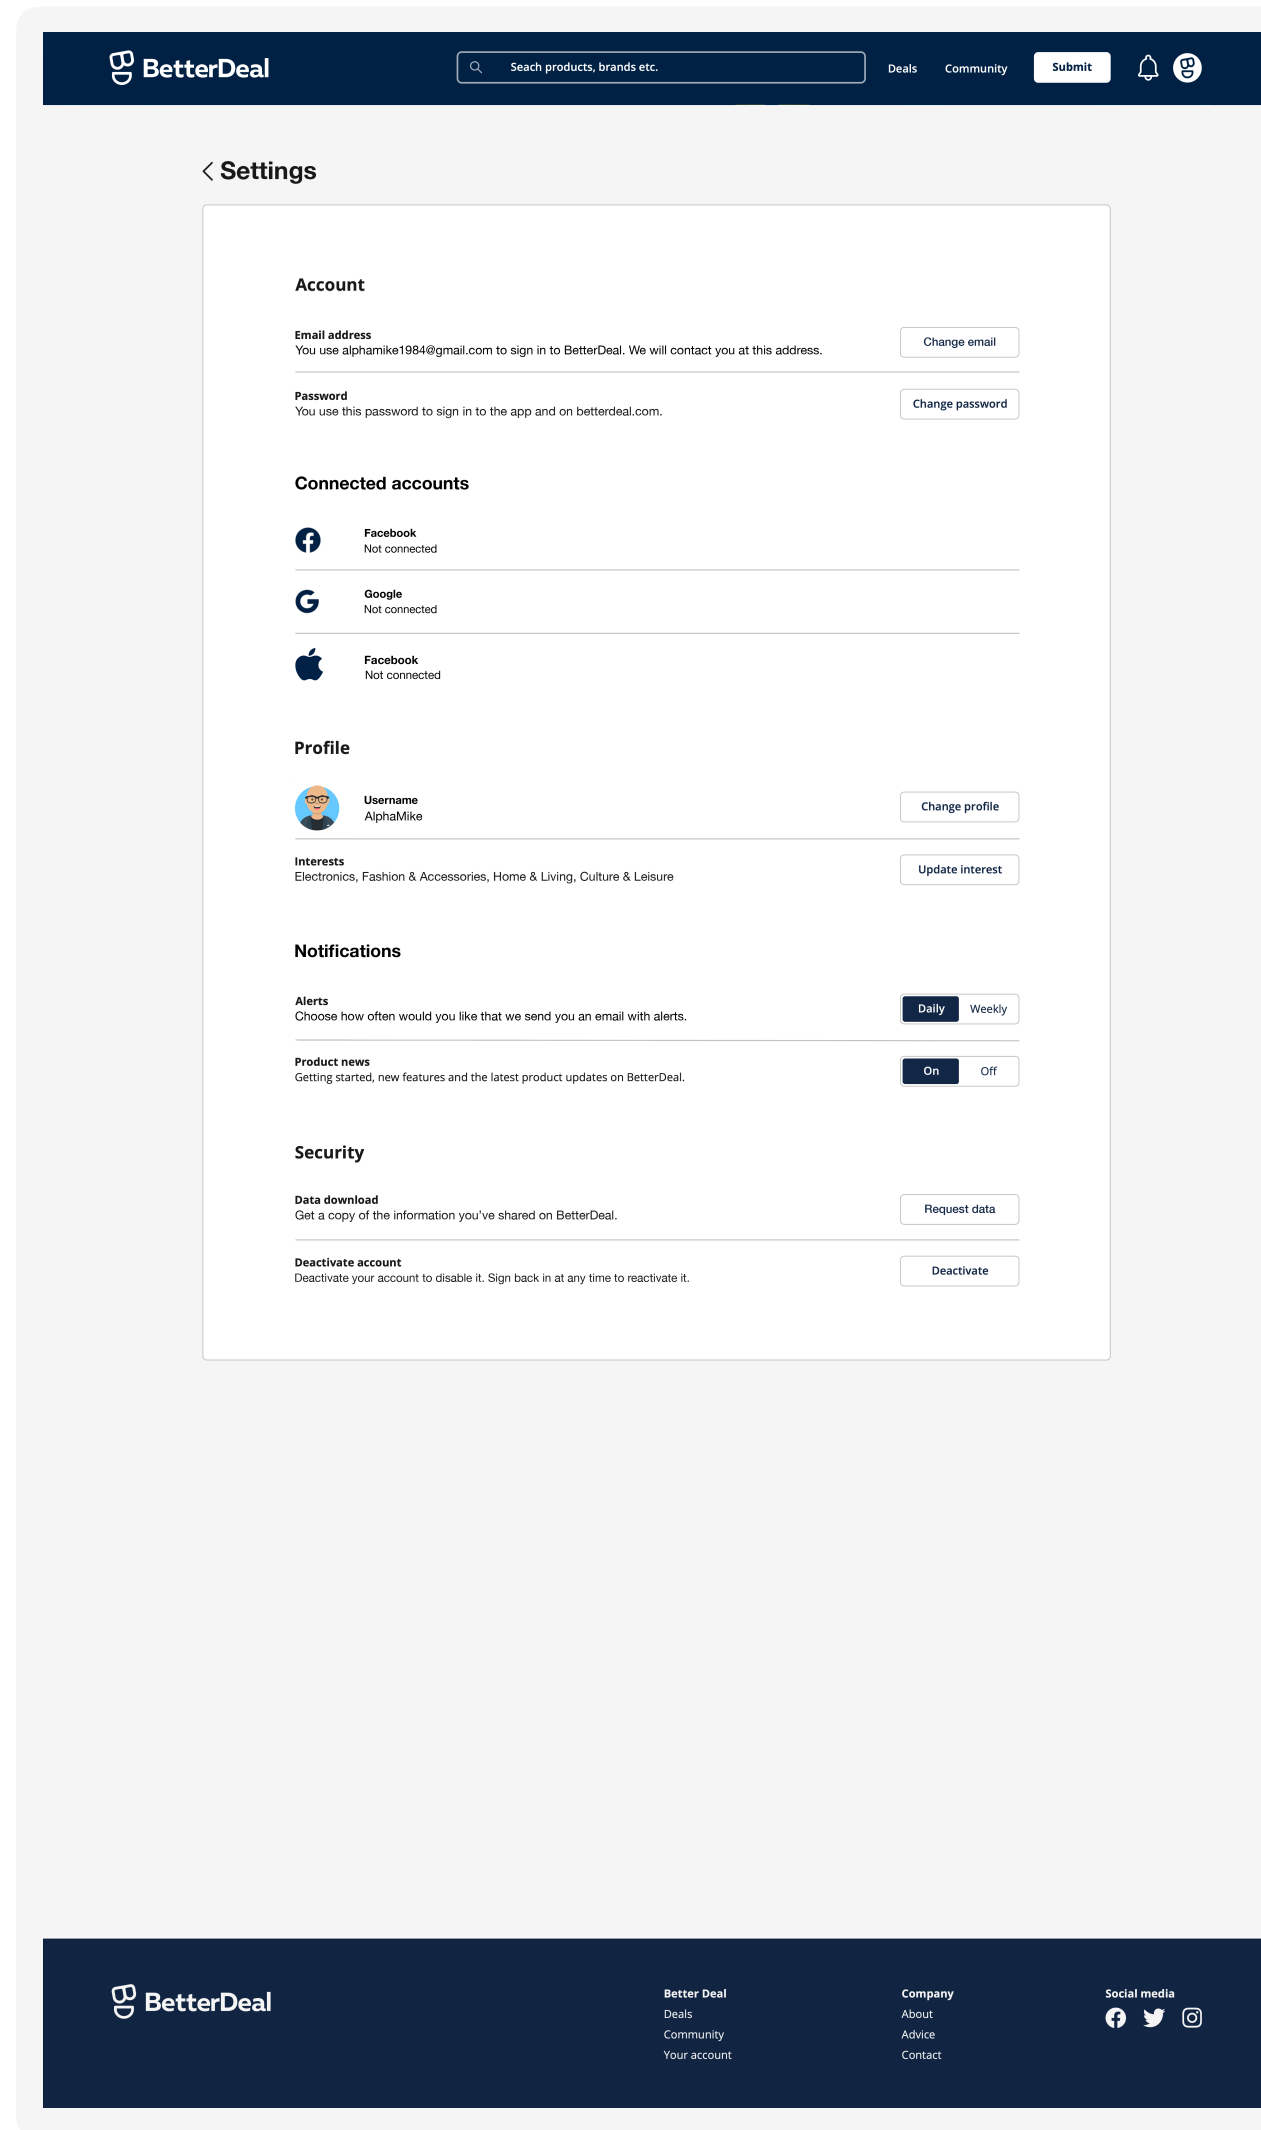 BetterDeal
Seach products, brands etc.
Deals
Community
Submit
Settings
Account
Email address
You use alphamike1984@gmail.com to sign in to BetterDeal. We will contact you at this address.
Change email
Password
You use this password to sign in to the app and on betterdeal.com.
Change password
Connected accounts
Facebook
Not connected
Google
Not connected
Facebook
Not connected
Profile
Username
AlphaMike
Change profile
Interests
Electronics, Fashion & Accessories, Home & Living, Culture & Leisure
Update interest
Notifications
Alerts
Choose how often would you like that we send you an email with alerts.
Daily
Weekly
Product news
Getting started, new features and the latest product updates on BetterDeal.
On
Off
Security
Data download
Get a copy of the information you've shared on BetterDeal.
Request data
Deactivate account
Deactivate your account to disable it. Sign back in at any time to reactivate it.
Deactivate
BetterDeal
Better Deal
Deals
Community
Your account
Company
About
Advice
Contact
Social media